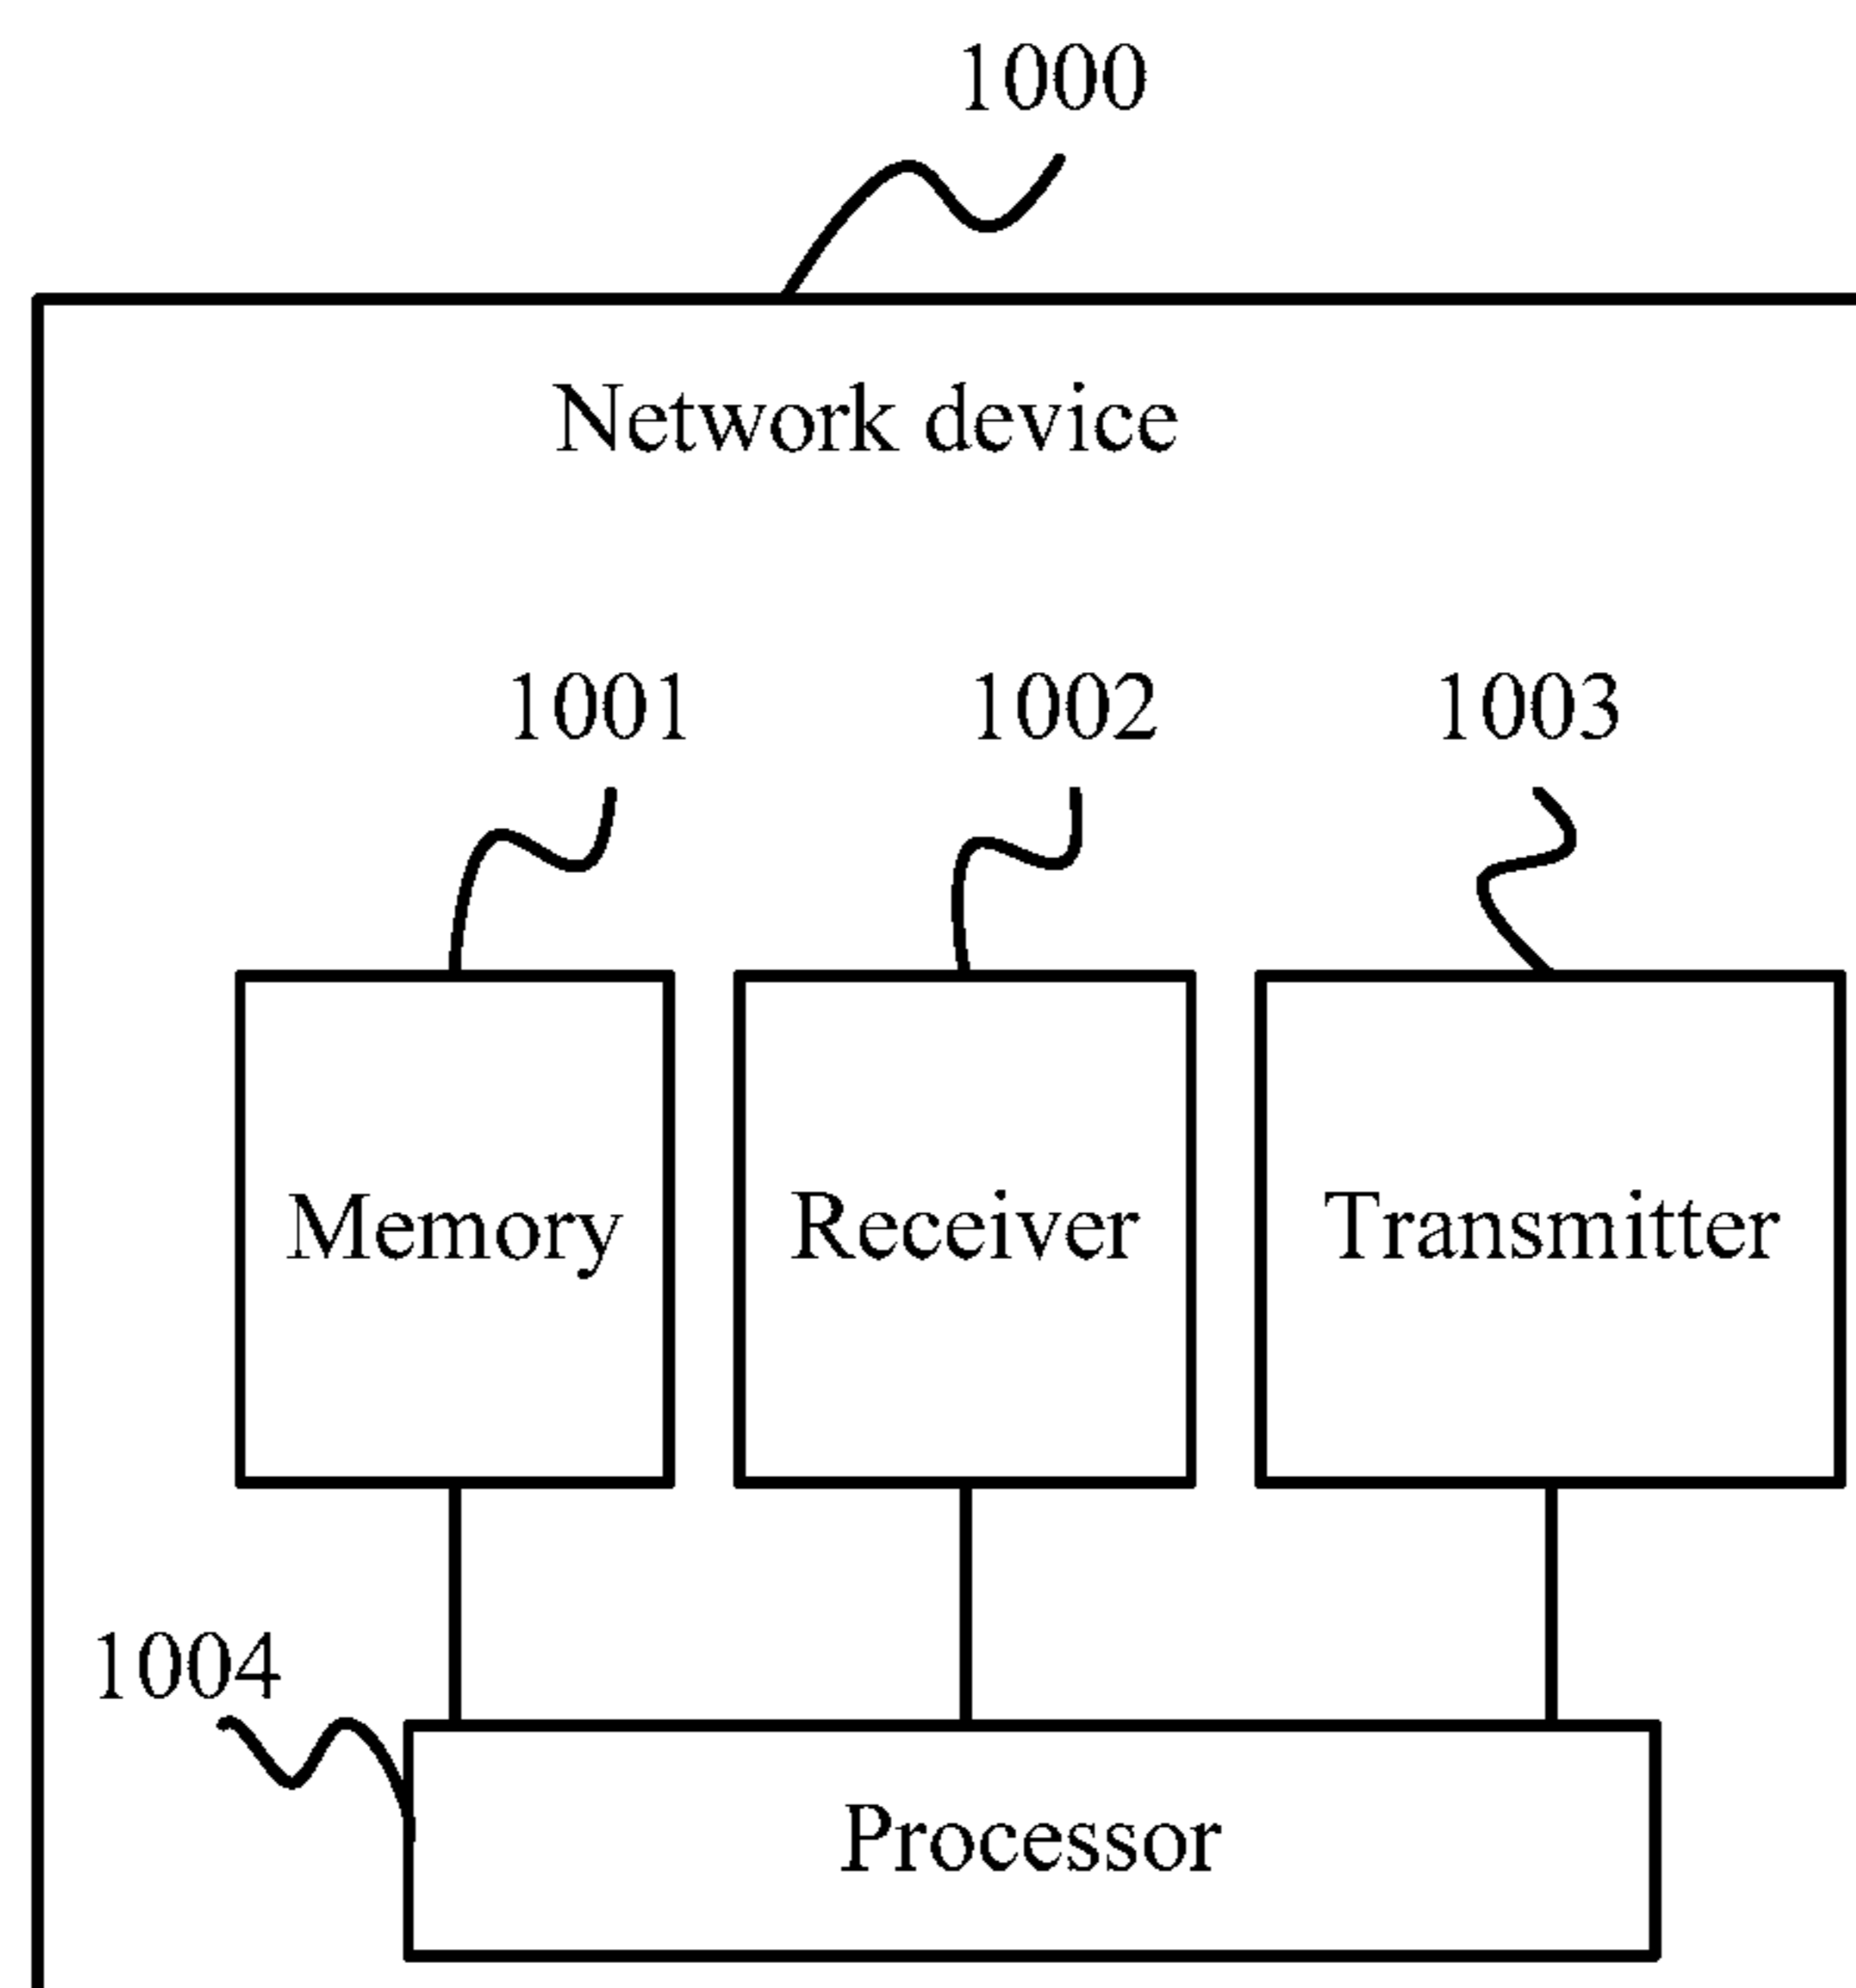 1000
Network device
1001 1002 1003
Memory Receiver Transmitter
1004
Processor